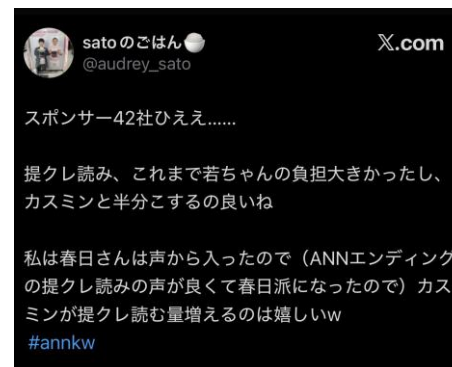 satoのごはん🍚
X.com
@audrey_sato
スポンサー42社ひええ……
提クレ読み、これまで若ちゃんの負担大きかったし、
カスミンと半分こするの良いね
私は春日さんは声から入ったので（ANNエンディング
の提クレ読みの声が良くて春日派になったので）カス
ミンが提クレ読む量増えるのは嬉しいw
#annkw